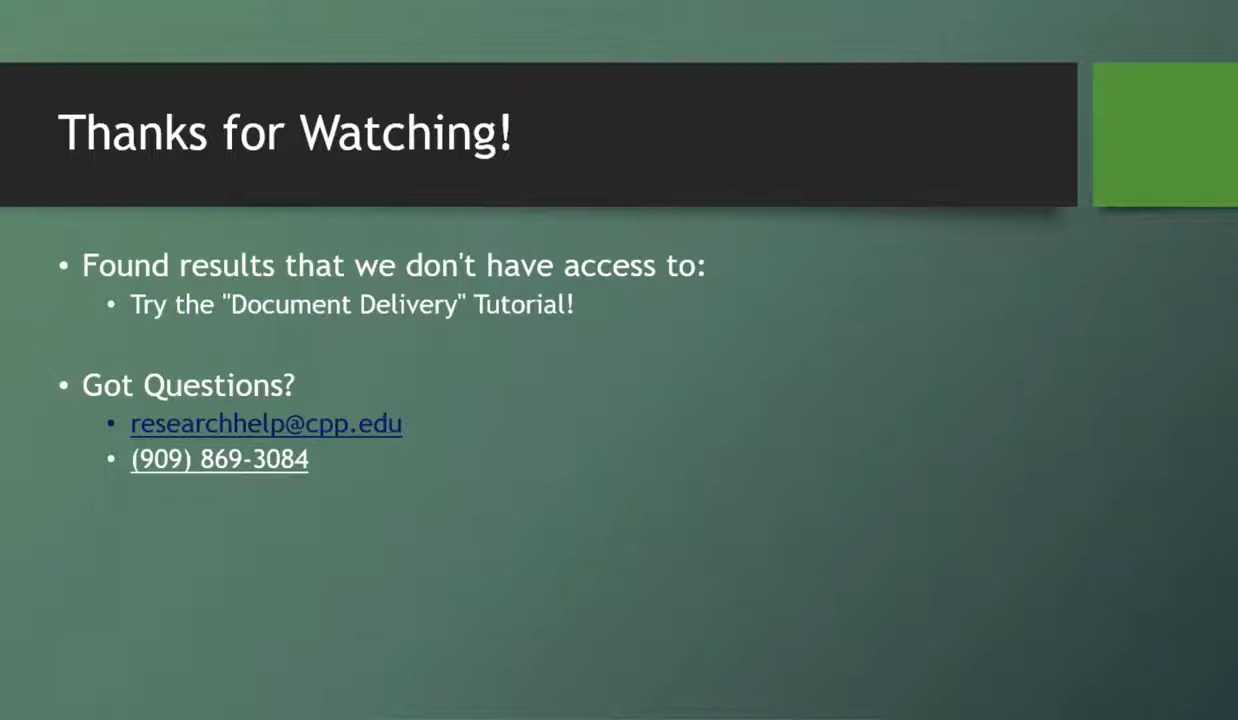 Thanks for Watching!
• Found results that we don't have access to:
• Try the "Document Delivery" Tutorial!
• Got Questions?
• researchhelp@cpp.edu
• (909) 869-3084